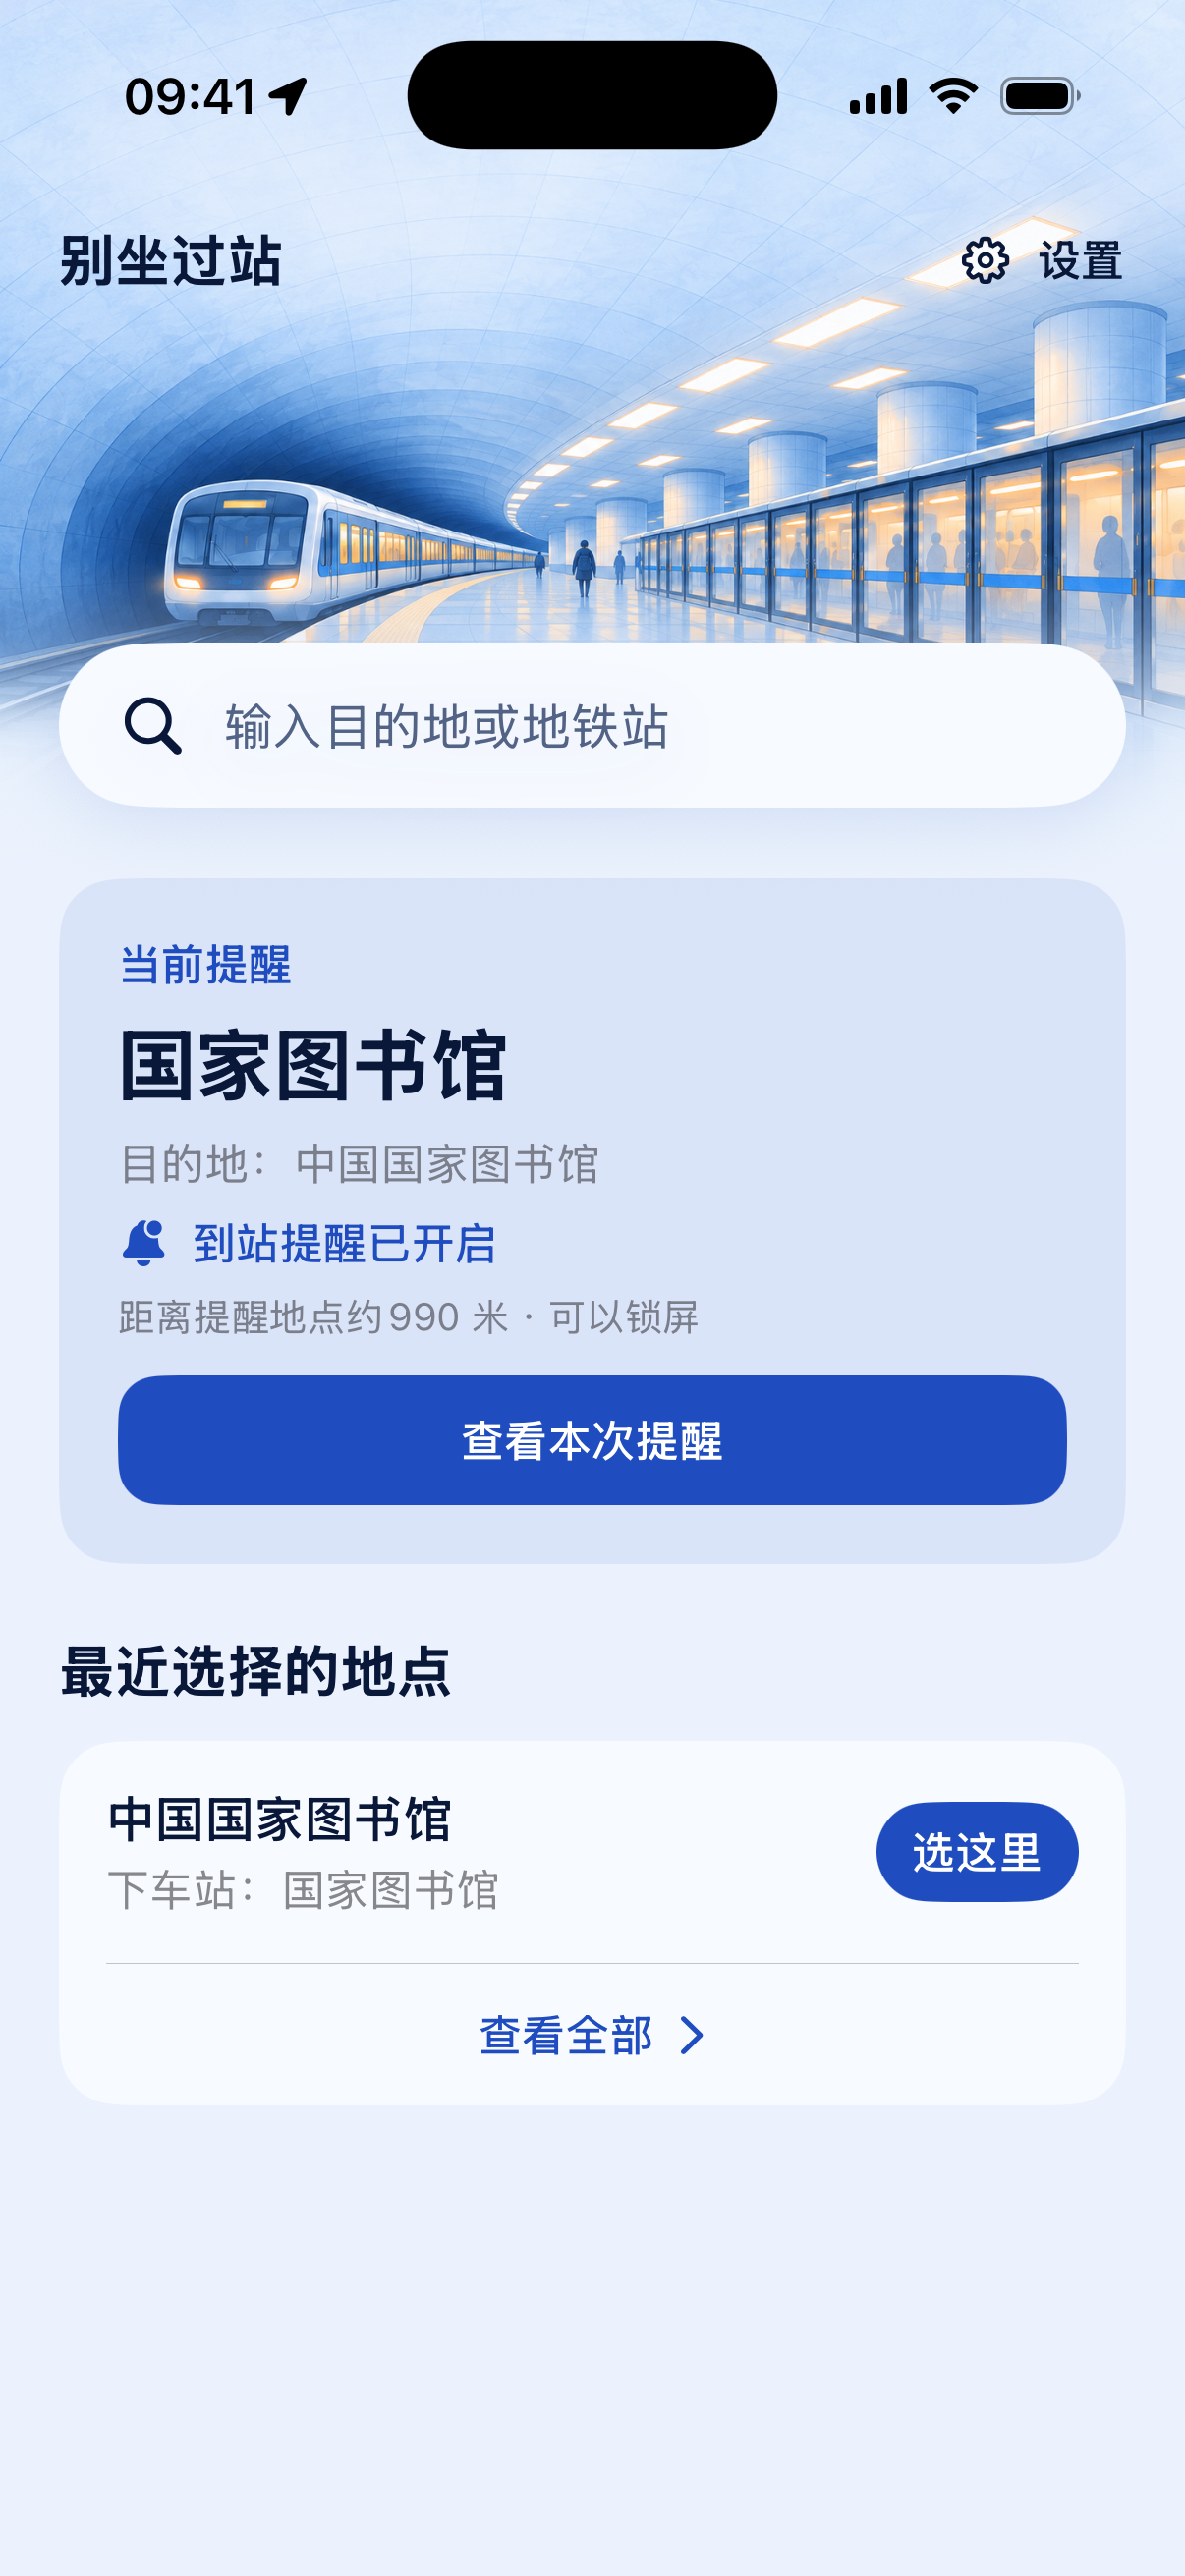 09:41
别坐过站
设置
输入目的地或地铁站
当前提醒
国家图书馆
目的地：中国国家图书馆
到站提醒已开启
距离提醒地点约990 米 · 可以锁屏
查看本次提醒
最近选择的地点
中国国家图书馆
选这里
下车站：国家图书馆
查看全部